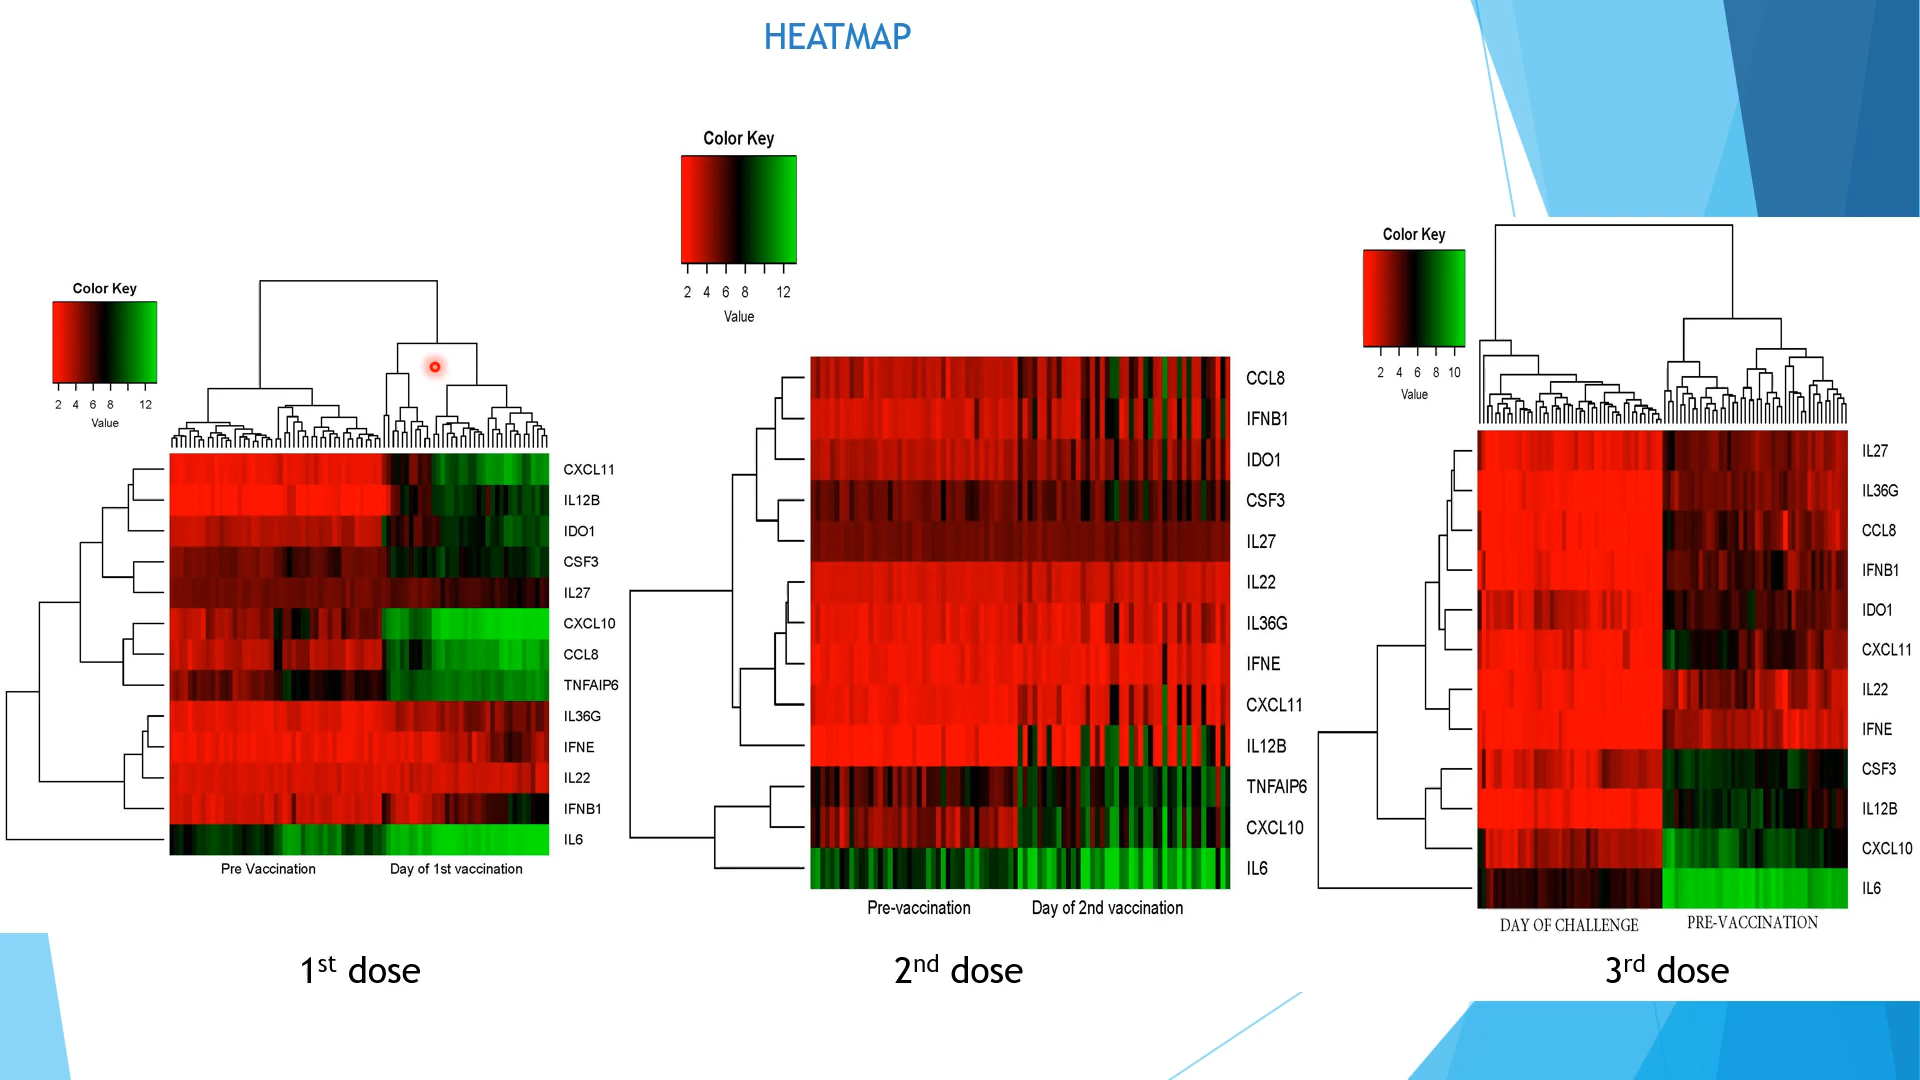 HEATMAP
Color Key
2 4 6 8 12
Value
CXCL11
IL12B
IDO1
CSF3
IL27
CXCL10
CCL8
TNFAIP6
IL36G
IFNE
IL22
IFNB1
IL6
Pre Vaccination Day of 1st vaccination
1st dose
Color Key
2 4 6 8 12
Value
CCL8
IFNB1
IDO1
CSF3
IL27
IL22
IL36G
IFNE
CXCL11
IL12B
TNFAIP6
CXCL10
IL6
Pre-vaccination Day of 2nd vaccination
2nd dose
Color Key
2 4 6 8 10
Value
IL27
IL36G
CCL8
IFNB1
IDO1
CXCL11
IL22
IFNE
CSF3
IL12B
CXCL10
IL6
DAY OF CHALLENGE PRE-VACCINATION
3rd dose